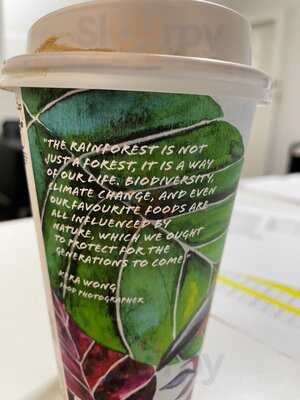 "THE RAINFOREST IS NOT
JUST A FOREST, IT IS A WAY
OF OUR LIFE. BIODIVERSITY,
CLIMATE CHANGE, AND EVEN
OUR FAVOURITE FOODS ARE
ALL INFLUENCED BY
NATURE, WHICH WE OUGHT
TO PROTECT FOR THE
GENERATIONS TO COME
WONG
FOOD PHOTOGRAPHER